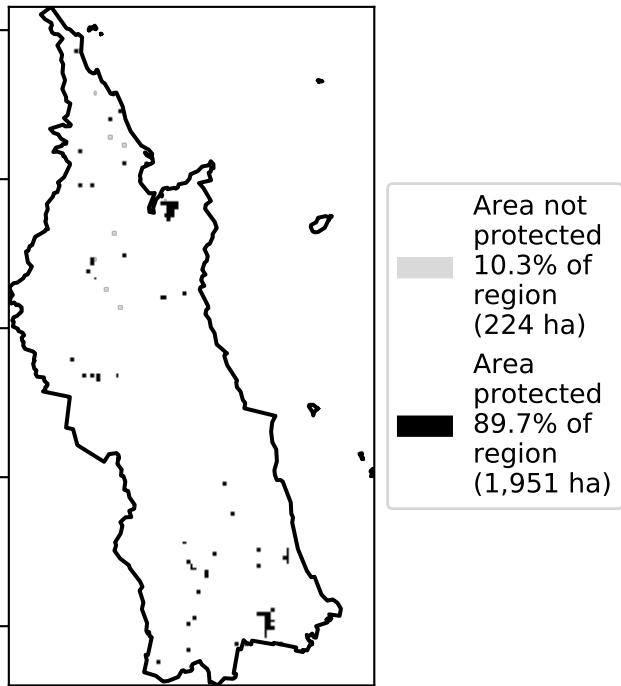 Area not
protected
10.3% of
region
(224 ha)
Area
protected
89.7% of
region
(1,951 ha)